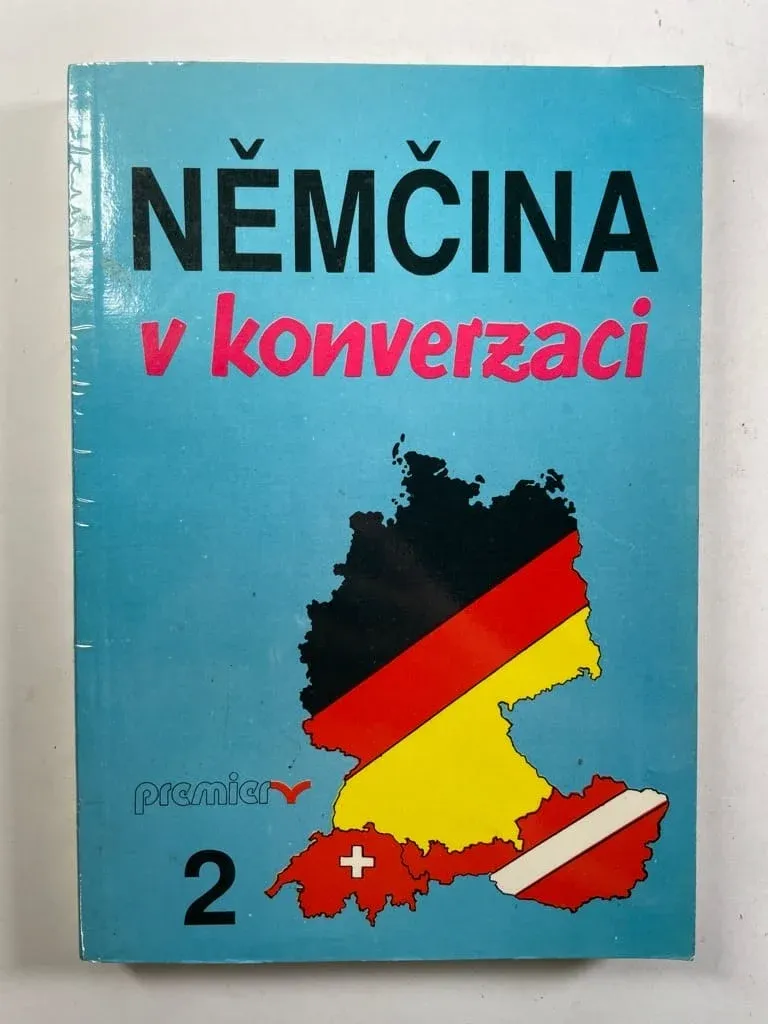 NĚMČINA
v konverzaci
premier
2